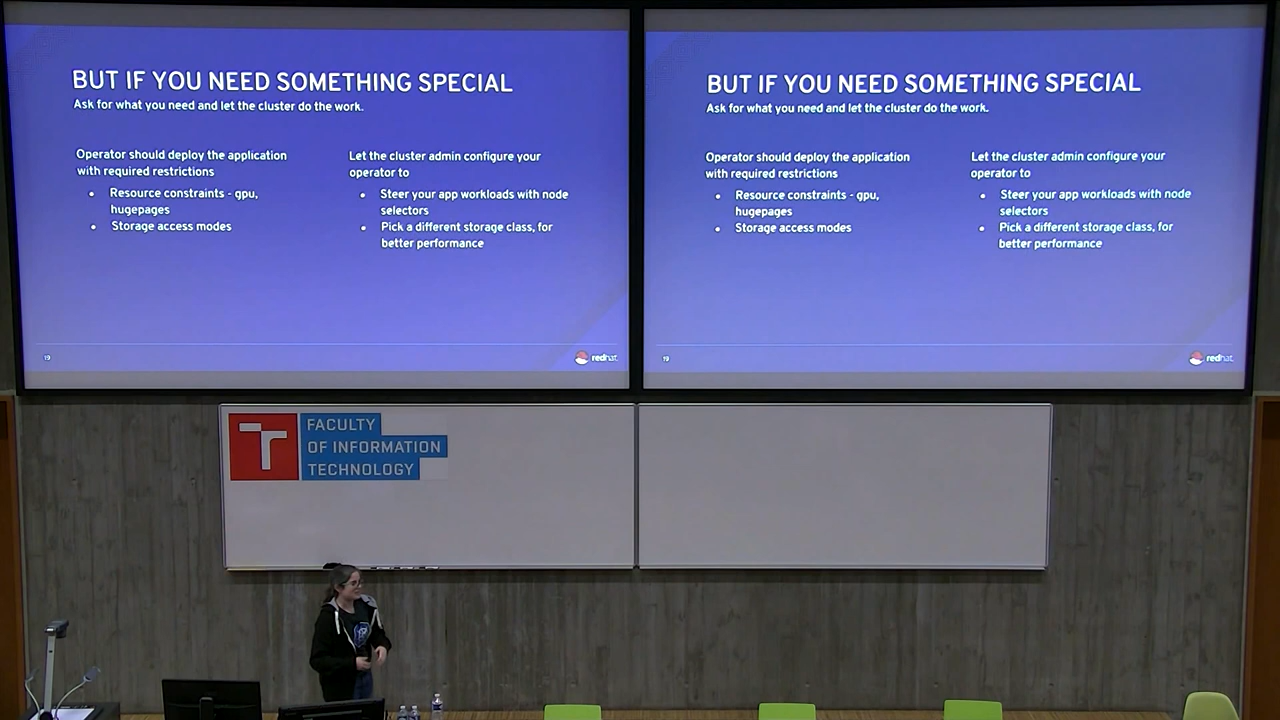 BUT IF YOU NEED SOMETHING SPECIAL
Ask for what you need and let the cluster do the work.
Operator should deploy the application
with required restrictions
• Resource constraints - gpu,
hugepages
• Storage access modes
Let the cluster admin configure your
operator to
• Steer your app workloads with node
selectors
• Pick a different storage class, for
better performance
19
redhat.
BUT IF YOU NEED SOMETHING SPECIAL
Ask for what you need and let the cluster do the work.
Operator should deploy the application
with required restrictions
• Resource constraints - gpu,
hugepages
• Storage access modes
Let the cluster admin configure your
operator to
• Steer your app workloads with node
selectors
• Pick a different storage class, for
better performance
19
redhat.
FACULTY
OF INFORMATION
TECHNOLOGY